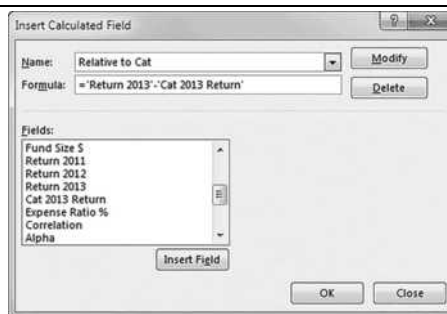 Insert Calculated Field
Name: Relative to Cat Modify
Formula: ='Return 2013'-'Cat 2013 Return' Delete
Fields:
Fund Size $
Return 2011
Return 2012
Return 2013
Cat 2013 Return
Expense Ratio %
Correlation
Alpha
Insert Field
OK Close